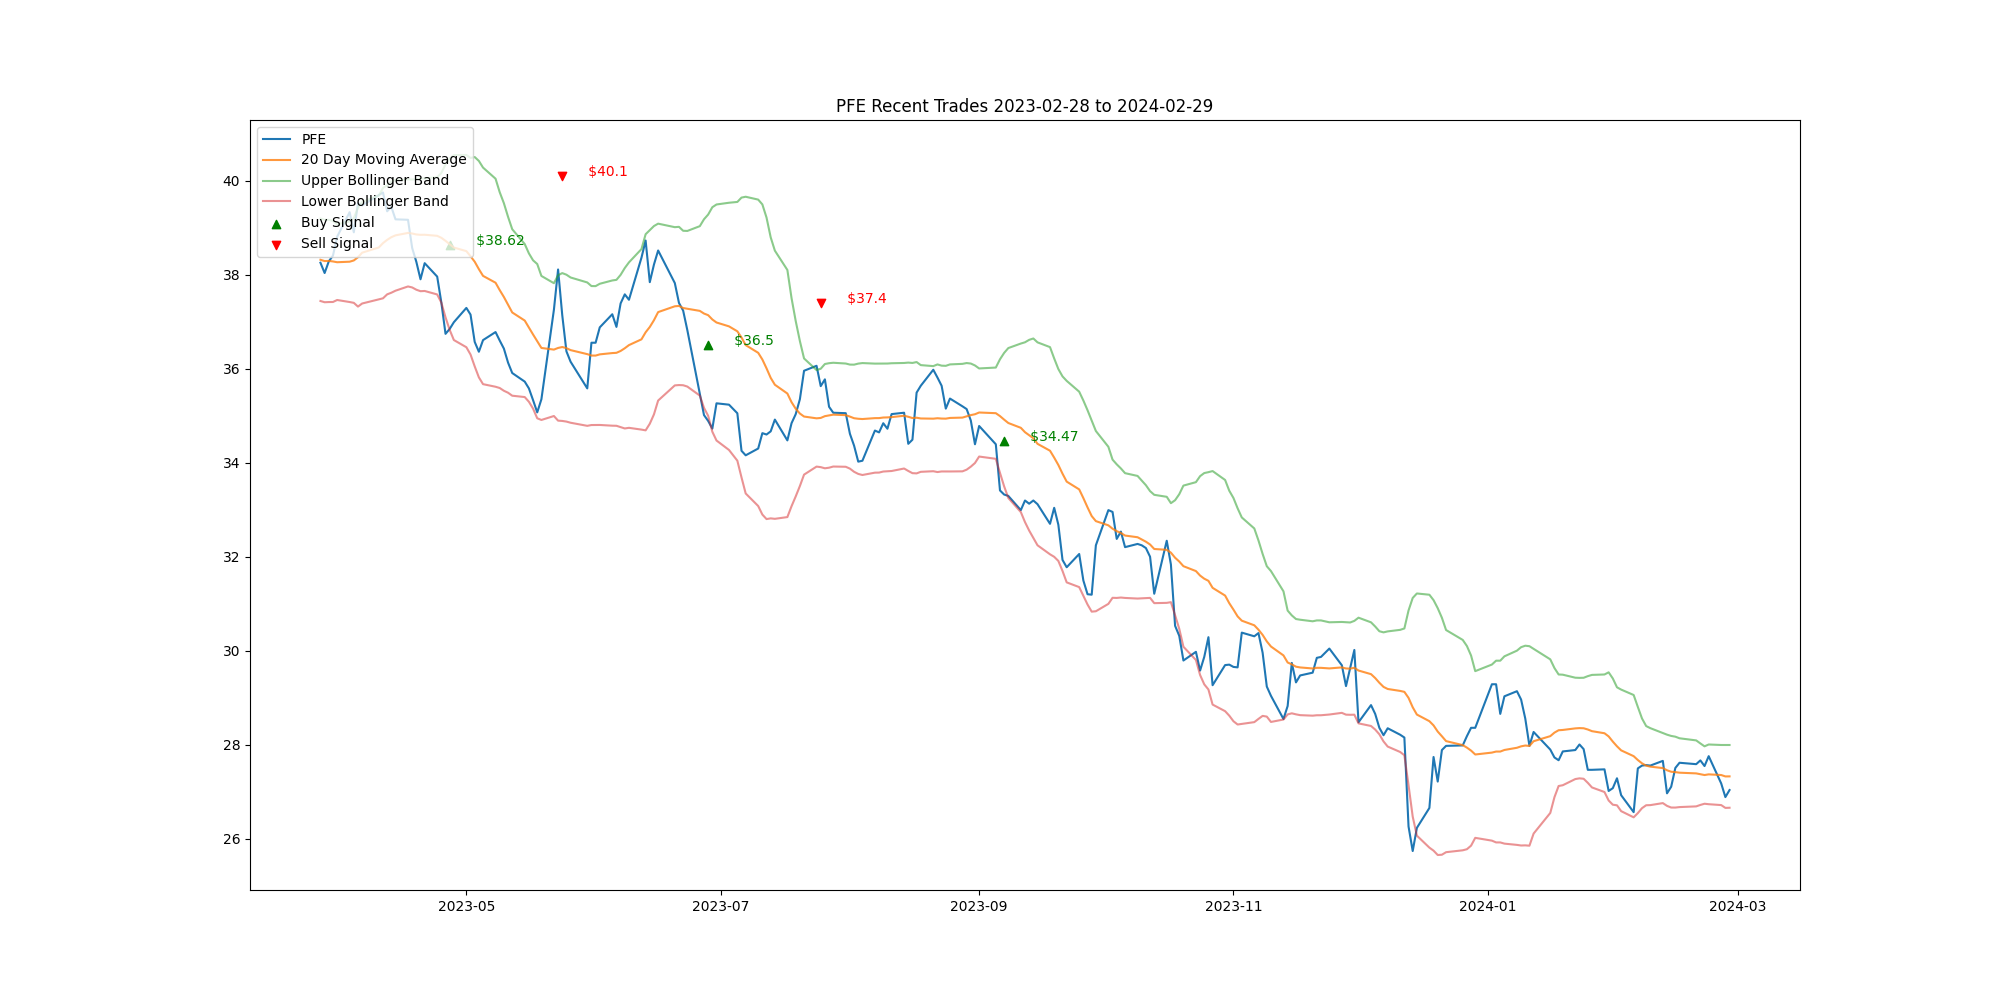 PFE Recent Trades 2023-02-28 to 2024-02-29
PFE
20 Day Moving Average
Upper Bollinger Band
Lower Bollinger Band
Buy Signal
Sell Signal
$40.1
$38.62
$37.4
$36.5
$34.47
40
38
36
34
32
30
28
26
2023-05
2023-07
2023-09
2023-11
2024-01
2024-03